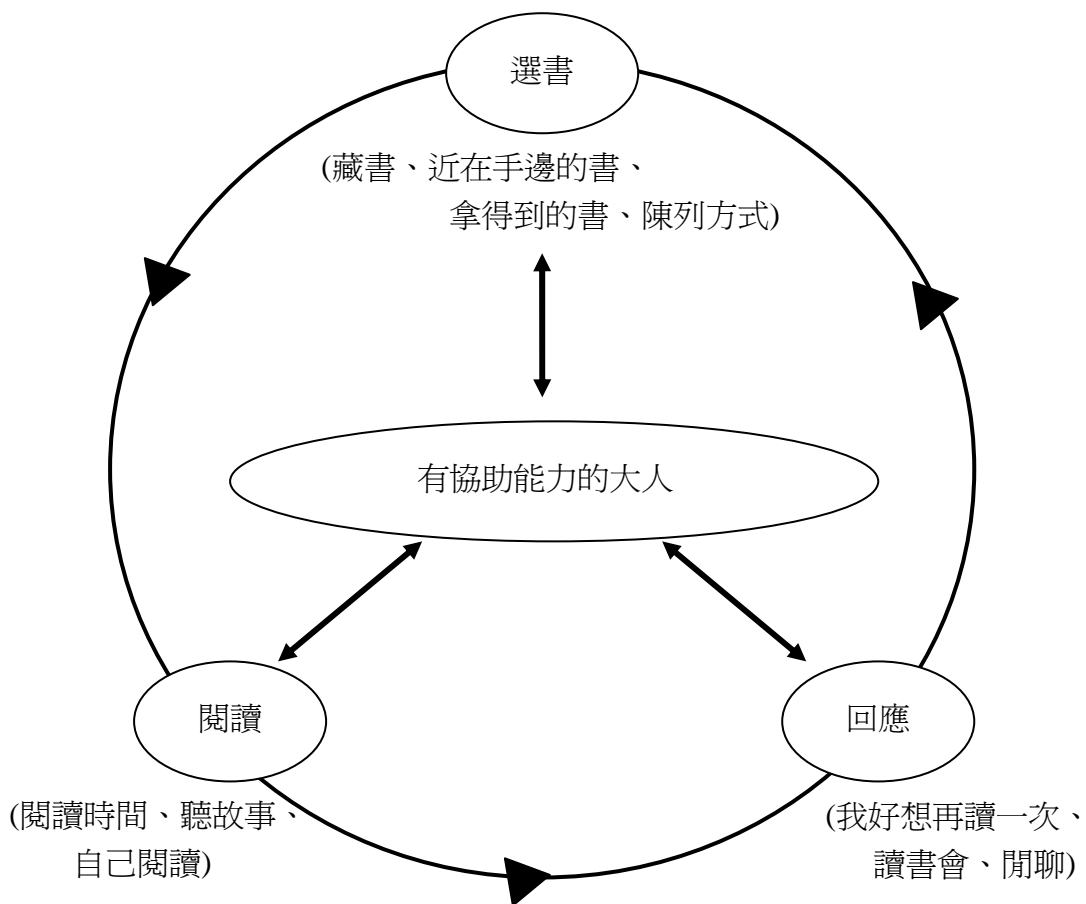 選書
(藏書、近在手邊的書、
拿得到的書、陳列方式)
有協助能力的大人
閱讀
回應
(閱讀時間、聽故事、
自己閱讀)
(我好想再讀一次、
讀書會、閒聊)